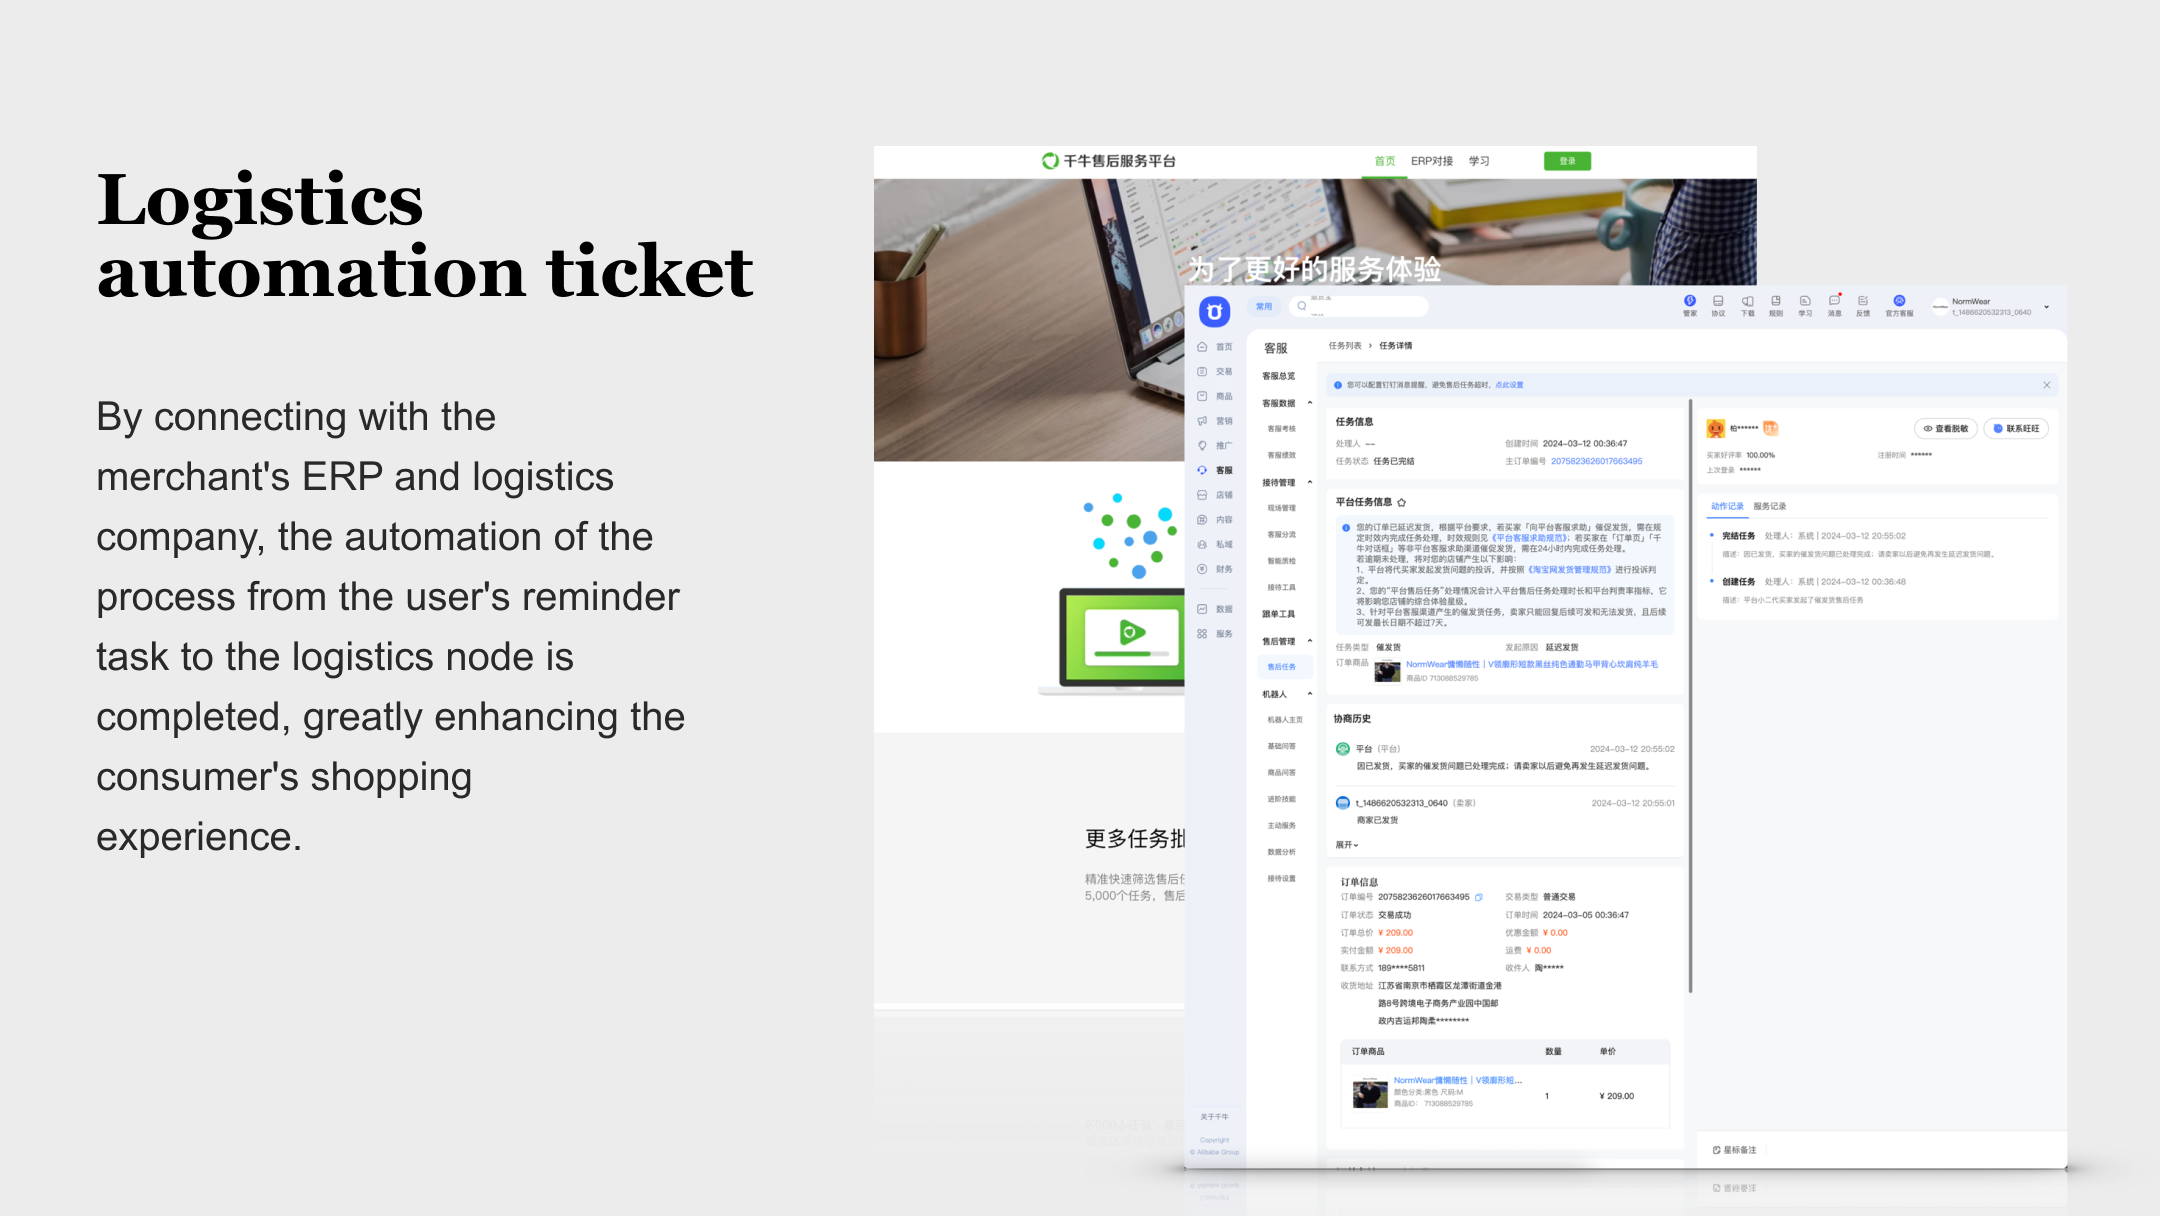 Logistics
automation ticket
By connecting with the
merchant's ERP and logistics
company, the automation of the
process from the user's reminder
task to the logistics node is
completed, greatly enhancing the
consumer's shopping
experience.
千牛售后服务平台
首页 ERP对接 学习 登录
为了更好的服务体验
更多任务批
精准快速筛选售后任
5,000个任务，售后
常用
管家 协议 下载 规则 学习 消息 反馈 官方客服
NormWear
t_1486620532313_0640
首页
交易
商品
营销
推广
客服
店铺
内容
私域
财务
数据
服务
关于千牛
Copyright
© Alibaba Group
客服
客服总览
客服数据
客服考核
客服绩效
接待管理
现场管理
客服分流
智能质检
接待工具
跟单工具
售后管理
售后任务
机器人
机器人主页
基础问答
商品问答
进阶技能
主动服务
数据分析
接待设置
任务列表 › 任务详情
您可以配置钉钉消息提醒，避免售后任务超时，点此设置
任务信息
处理人 --
创建时间 2024-03-12 00:36:47
任务状态 任务已完结
主订单编号 2075823626017663495
平台任务信息
您的订单已延迟发货，根据平台要求，若买家「向平台客服求助」催促发货，需在规
定时效内完成任务处理，时效规则见《平台客服求助规范》；若买家在「订单页」「千
牛对话框」等非平台客服求助渠道催促发货，需在24小时内完成任务处理。
若逾期未处理，将对您的店铺产生以下影响：
1、平台将代买家发起发货问题的投诉，并按照《淘宝网发货管理规范》进行投诉判
定。
2、您的“平台售后任务”处理情况会计入平台售后任务处理时长和平台判责率指标，它
将影响您店铺的综合体验星级。
3、针对平台客服渠道产生的催发货任务，卖家只能回复后续可发和无法发货，且后续
可发最长日期不超过7天。
任务类型 催发货
发起原因 延迟发货
订单商品 NormWear慵懒随性｜V领廓形短款黑丝纯色通勤马甲背心坎肩纯羊毛
商品ID 713088529785
协商历史
平台（平台） 2024-03-12 20:55:02
因已发货，买家的催发货问题已处理完成；请卖家以后避免再发生延迟发货问题。
t_1486620532313_0640（卖家） 2024-03-12 20:55:01
商家已发货
展开
订单信息
订单编号 2075823626017663495
交易类型 普通交易
订单状态 交易成功
订单时间 2024-03-05 00:36:47
订单总价 ¥ 209.00
优惠金额 ¥ 0.00
实付金额 ¥ 209.00
运费 ¥ 0.00
联系方式 189****5811
收件人 陶*****
收货地址 江苏省南京市栖霞区龙潭街道金港
路8号跨境电子商务产业园中国邮
政内吉运邦陶柔********
订单商品 数量 单价
NormWear慵懒随性｜V领廓形短...
颜色分类:黑色 尺码:M
商品ID： 713088529785
1 ¥ 209.00
柏******
查看脱敏 联系旺旺
买家好评率 100.00%
注册时间 ******
上次登录 ******
动作记录 服务记录
完结任务 处理人：系统 | 2024-03-12 20:55:02
描述：因已发货，买家的催发货问题已处理完成；请卖家以后避免再发生延迟发货问题。
创建任务 处理人：系统 | 2024-03-12 00:36:48
描述：平台小二代买家发起了催发货售后任务
星标备注